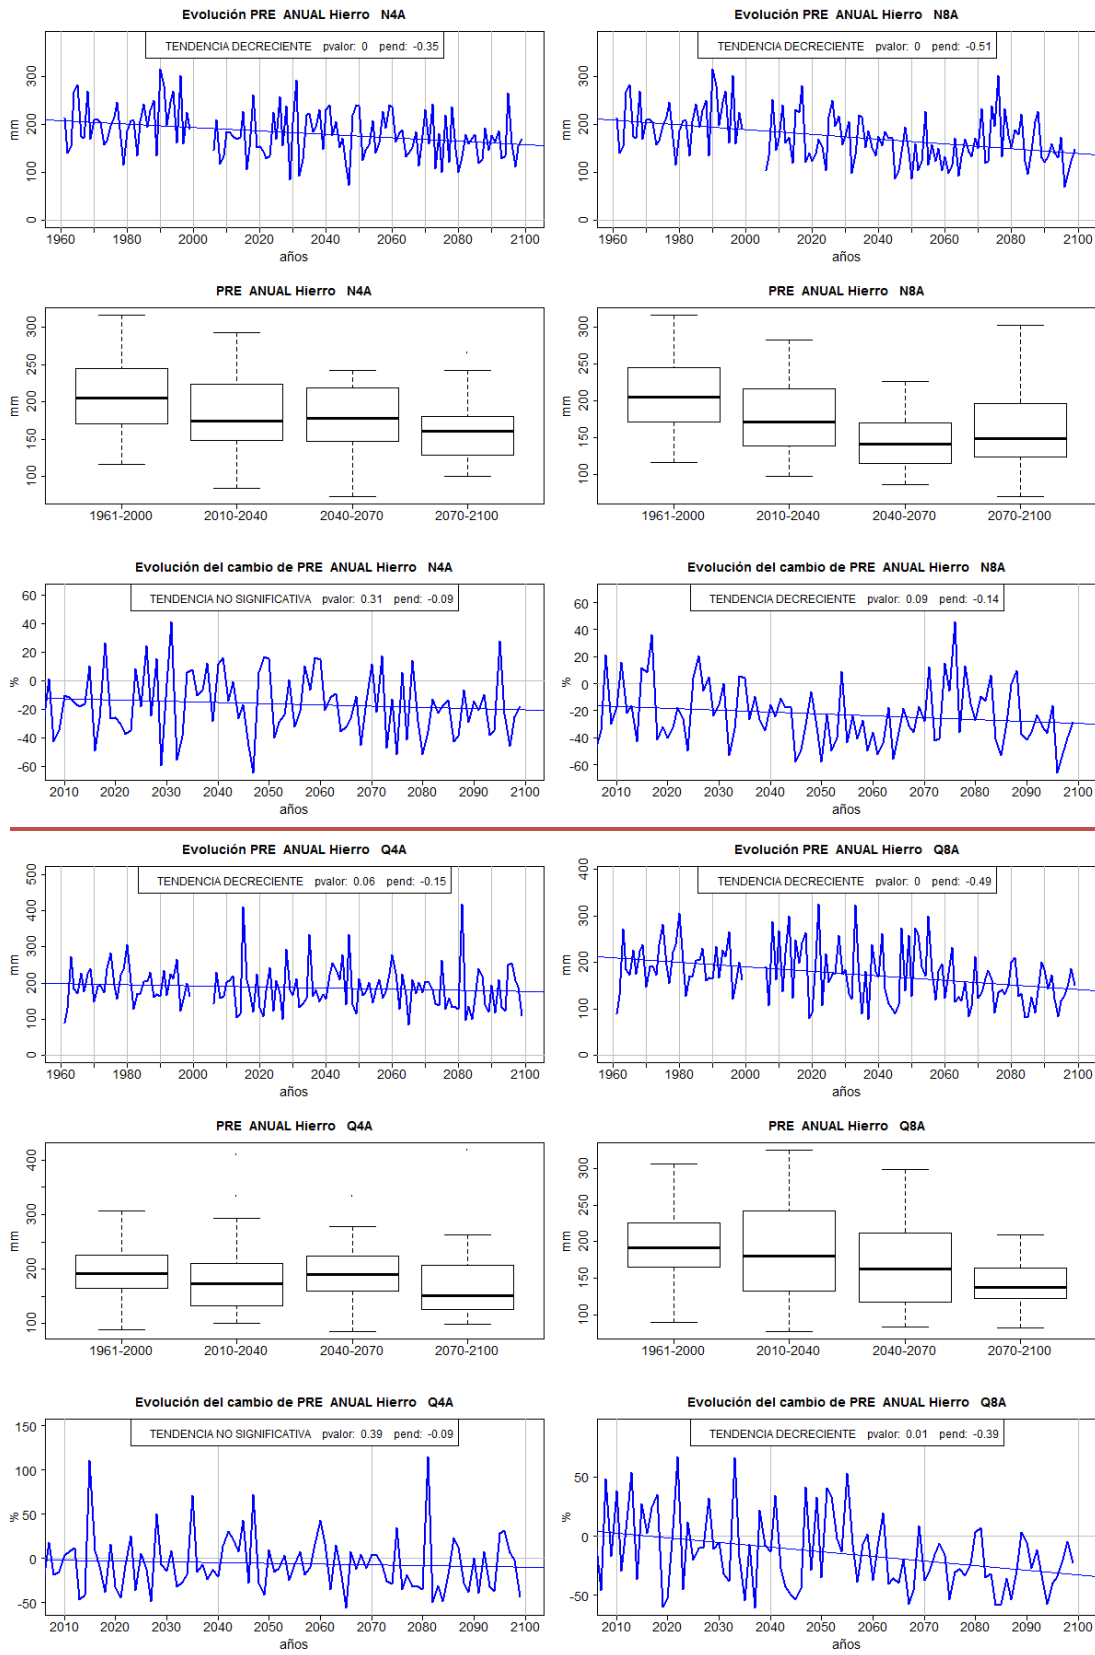 Evolución PRE ANUAL Hierro N4A
TENDENCIA DECRECIENTE pvalor: 0 pend: -0.35
mm
0 100 200 300
1960 1980 2000 2020 2040 2060 2080 2100
años
Evolución PRE ANUAL Hierro N8A
TENDENCIA DECRECIENTE pvalor: 0 pend: -0.51
mm
0 100 200 300
1960 1980 2000 2020 2040 2060 2080 2100
años
PRE ANUAL Hierro N4A
mm
100 150 200 250 300
1961-2000 2010-2040 2040-2070 2070-2100
PRE ANUAL Hierro N8A
mm
100 150 200 250 300
1961-2000 2010-2040 2040-2070 2070-2100
Evolución del cambio de PRE ANUAL Hierro N4A
TENDENCIA NO SIGNIFICATIVA pvalor: 0.31 pend: -0.09
%
60
40
20
0
-20
-40
-60
2010 2020 2030 2040 2050 2060 2070 2080 2090 2100
años
Evolución del cambio de PRE ANUAL Hierro N8A
TENDENCIA DECRECIENTE pvalor: 0.09 pend: -0.14
%
60
40
20
0
-20
-40
-60
2010 2020 2030 2040 2050 2060 2070 2080 2090 2100
años
Evolución PRE ANUAL Hierro Q4A
TENDENCIA DECRECIENTE pvalor: 0.06 pend: -0.15
mm
0 100 200 300 400 500
1960 1980 2000 2020 2040 2060 2080 2100
años
Evolución PRE ANUAL Hierro Q8A
TENDENCIA DECRECIENTE pvalor: 0 pend: -0.49
mm
0 100 200 300 400
1960 1980 2000 2020 2040 2060 2080 2100
años
PRE ANUAL Hierro Q4A
mm
100 200 300 400
1961-2000 2010-2040 2040-2070 2070-2100
PRE ANUAL Hierro Q8A
mm
100 150 200 250 300
1961-2000 2010-2040 2040-2070 2070-2100
Evolución del cambio de PRE ANUAL Hierro Q4A
TENDENCIA NO SIGNIFICATIVA pvalor: 0.39 pend: -0.09
%
150
100
50
0
-50
2010 2020 2030 2040 2050 2060 2070 2080 2090 2100
años
Evolución del cambio de PRE ANUAL Hierro Q8A
TENDENCIA DECRECIENTE pvalor: 0.01 pend: -0.39
%
50
0
-50
2010 2020 2030 2040 2050 2060 2070 2080 2090 2100
años